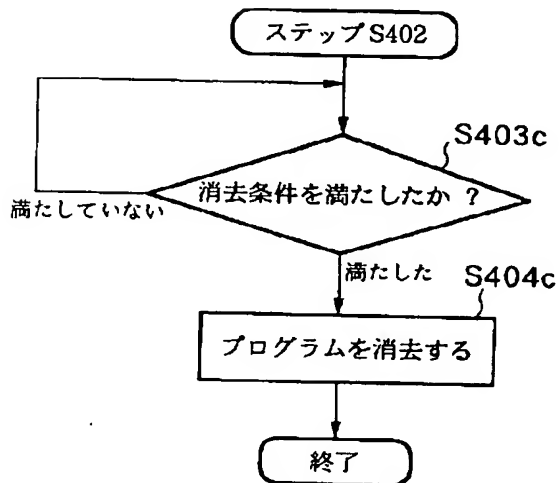 ステップS402
S403c
消去条件を満たしたか ?
満たしていない
満たした
S404c
プログラムを消去する
終了